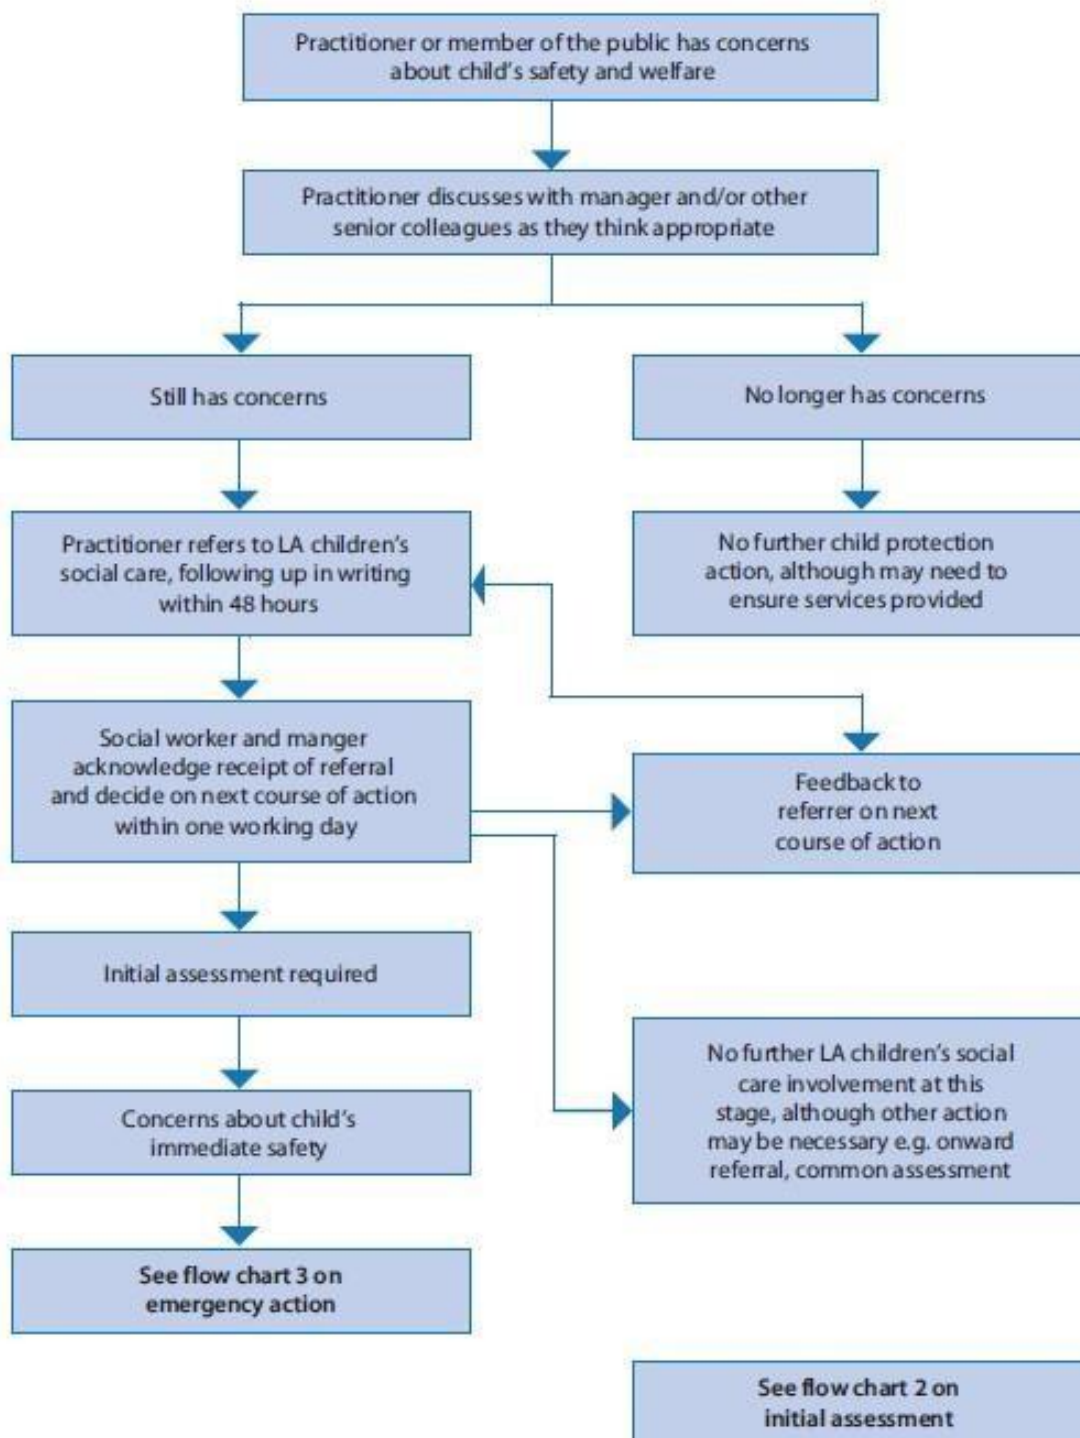 Practitioner or member of the public has concerns
about child's safety and welfare
Practitioner discusses with manager and/or other
senior colleagues as they think appropriate
Still has concerns
No longer has concerns
Practitioner refers to LA children's
social care, following up in writing
within 48 hours
No further child protection
action, although may need to
ensure services provided
Social worker and manger
acknowledge receipt of referral
and decide on next course of action
within one working day
Feedback to
referrer on next
course of action
Initial assessment required
No further LA children's social
care involvement at this
stage, although other action
may be necessary e.g. onward
referral, common assessment
Concerns about child's
immediate safety
See flow chart 3 on
emergency action
See flow chart 2 on
initial assessment